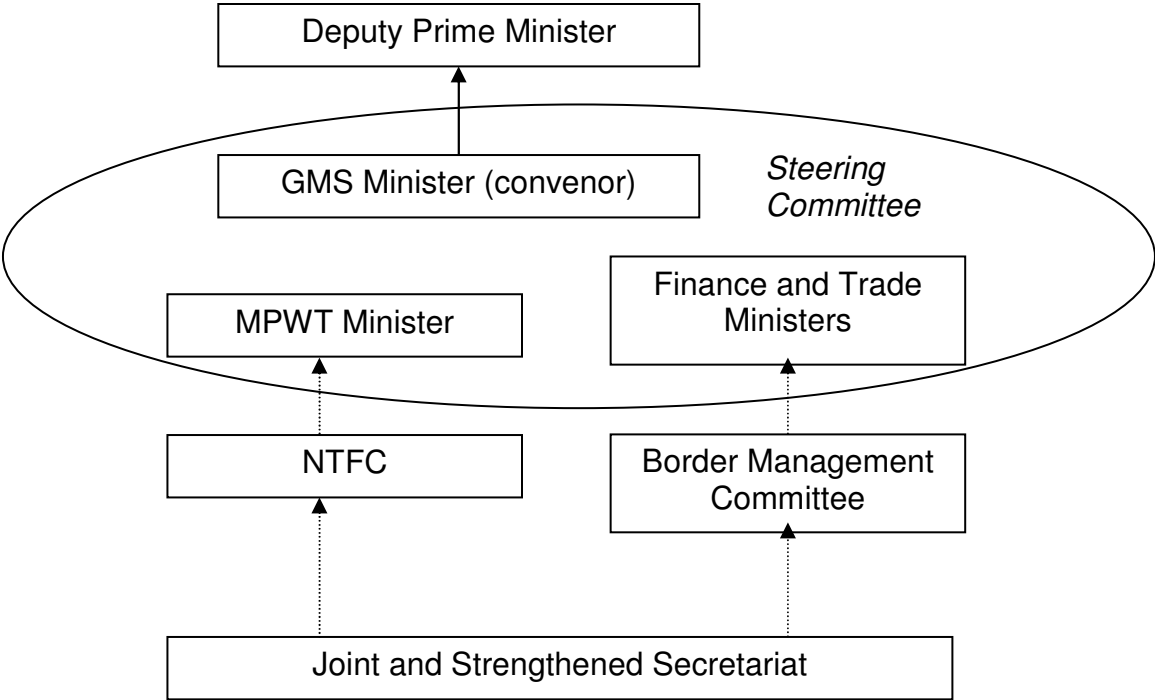 Deputy Prime Minister
GMS Minister (convenor)
Steering
Committee
Finance and Trade
Ministers
MPWT Minister
NTFC
Border Management
Committee
Joint and Strengthened Secretariat